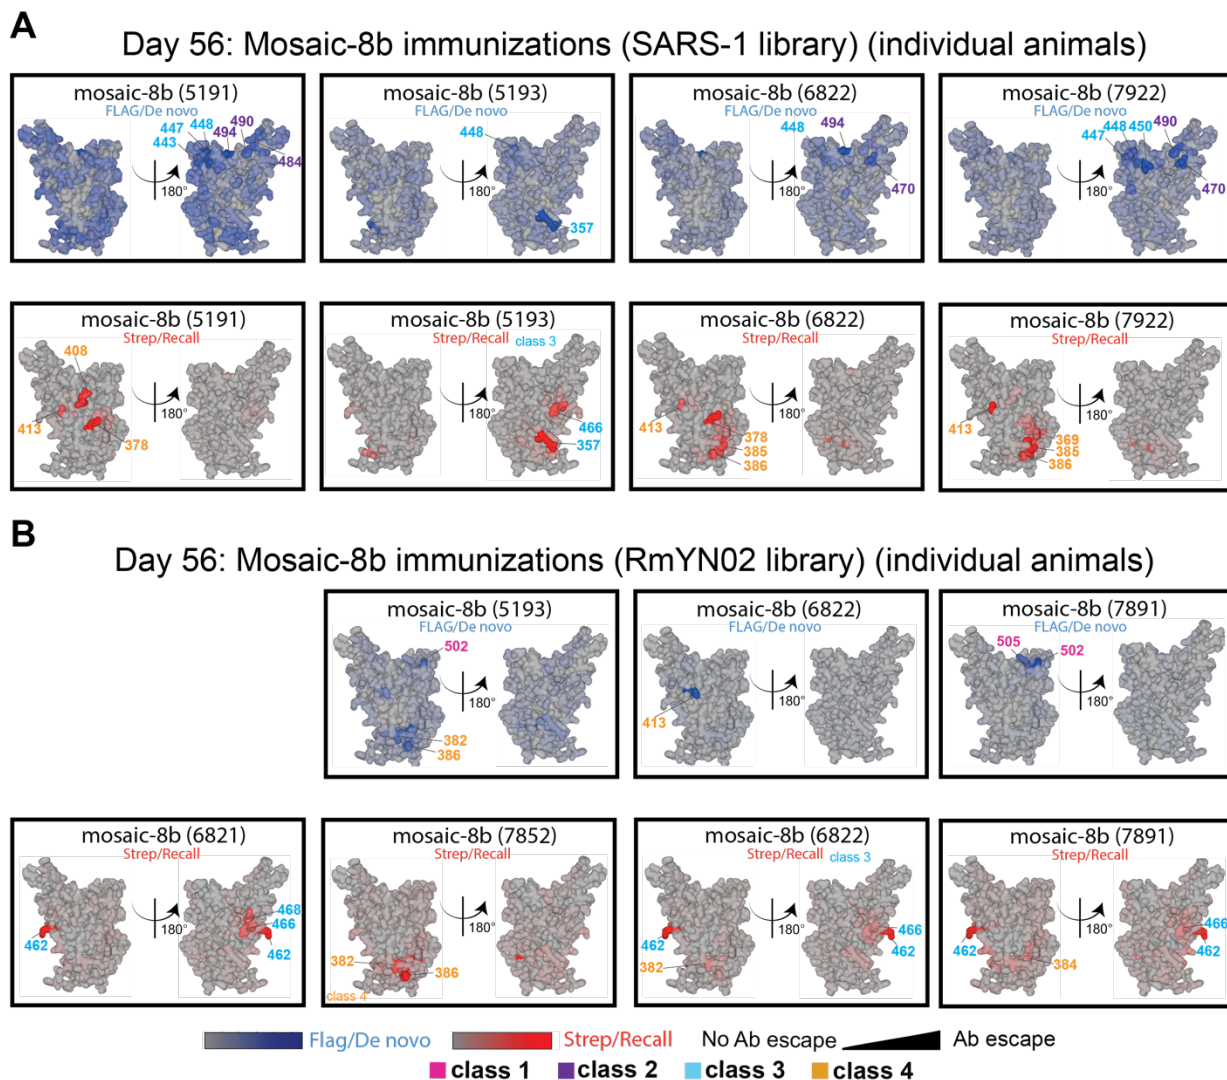 A
Day 56: Mosaic-8b immunizations (SARS-1 library) (individual animals)
mosaic-8b (5191)
FLAG/De novo
447 448 494 490
443
484
180°
mosaic-8b (5193)
FLAG/De novo
448
357
180°
mosaic-8b (6822)
FLAG/De novo
448 494
470
180°
mosaic-8b (7922)
FLAG/De novo
447 448 450 490
470
180°
mosaic-8b (5191)
Strep/Recall
408
413
378
180°
mosaic-8b (5193)
Strep/Recall class 3
466
357
180°
mosaic-8b (6822)
Strep/Recall
413
378
385
386
180°
mosaic-8b (7922)
Strep/Recall
413
369
385
386
180°
B
Day 56: Mosaic-8b immunizations (RmYN02 library) (individual animals)
mosaic-8b (5193)
FLAG/De novo
502
382
386
180°
mosaic-8b (6822)
FLAG/De novo
413
180°
mosaic-8b (7891)
FLAG/De novo
505
502
180°
mosaic-8b (6821)
Strep/Recall
462
468
466
462
180°
mosaic-8b (7852)
Strep/Recall
382
386
class 4
180°
mosaic-8b (6822)
Strep/Recall class 3
462
382
466
462
180°
mosaic-8b (7891)
Strep/Recall
462
384
466
462
180°
Flag/De novo Strep/Recall No Ab escape Ab escape
class 1 class 2 class 3 class 4